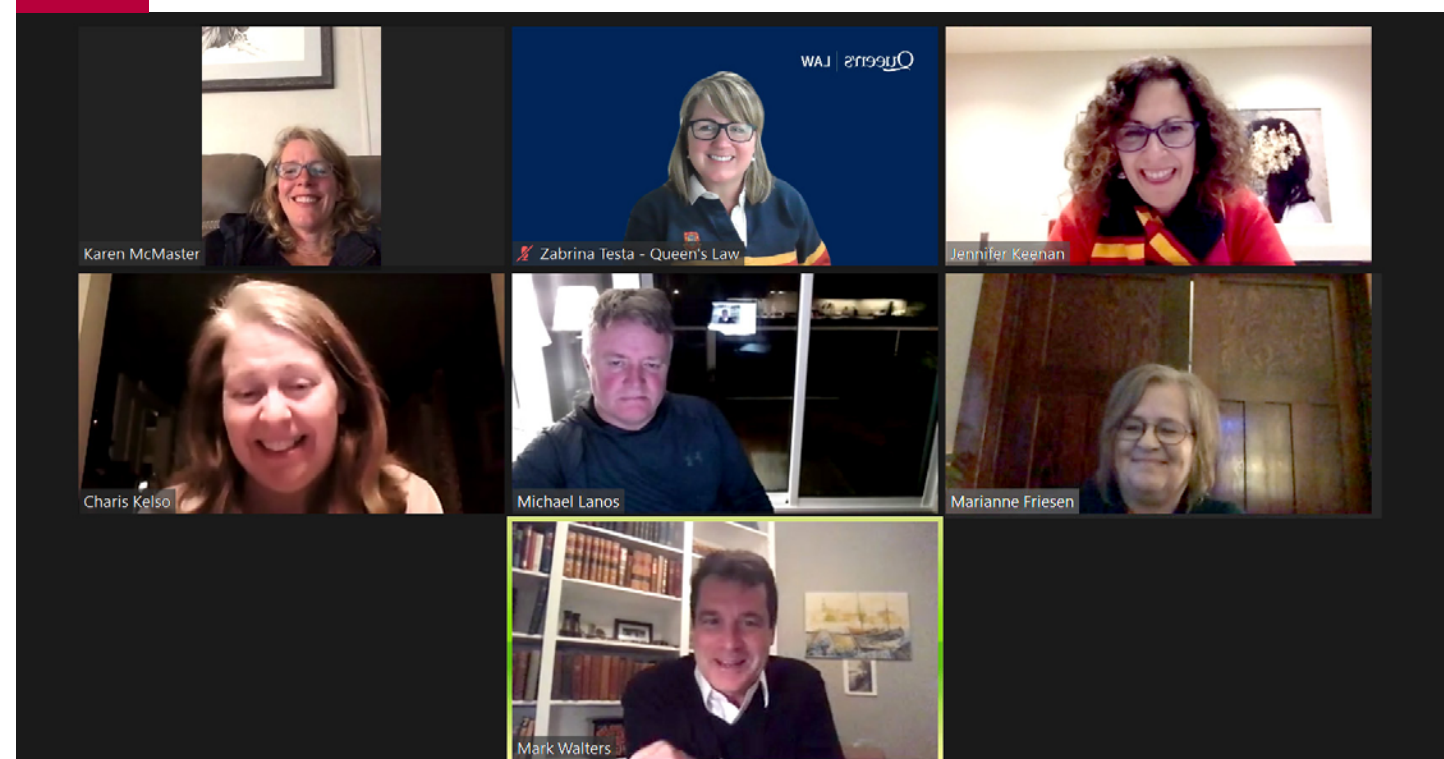 Queen's | LAW
Karen McMaster
Zabrina Testa - Queen's Law
Jennifer Keenan
Charis Kelso
Michael Lanos
Marianne Friesen
Mark Walters